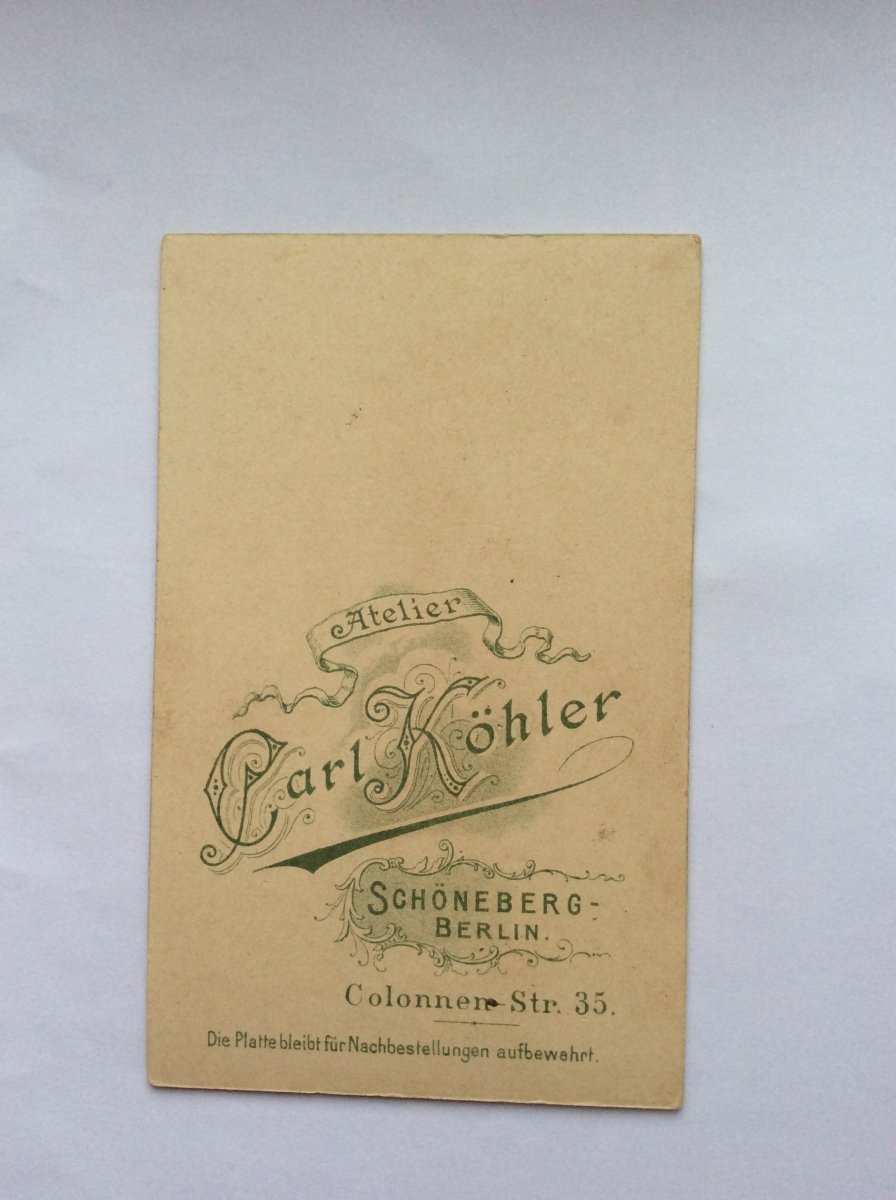 Atelier
Carl Köhler
SCHÖNEBERG-
BERLIN.
Colonnen-Str. 35.
Die Platte bleibt für Nachbestellungen aufbewahrt.